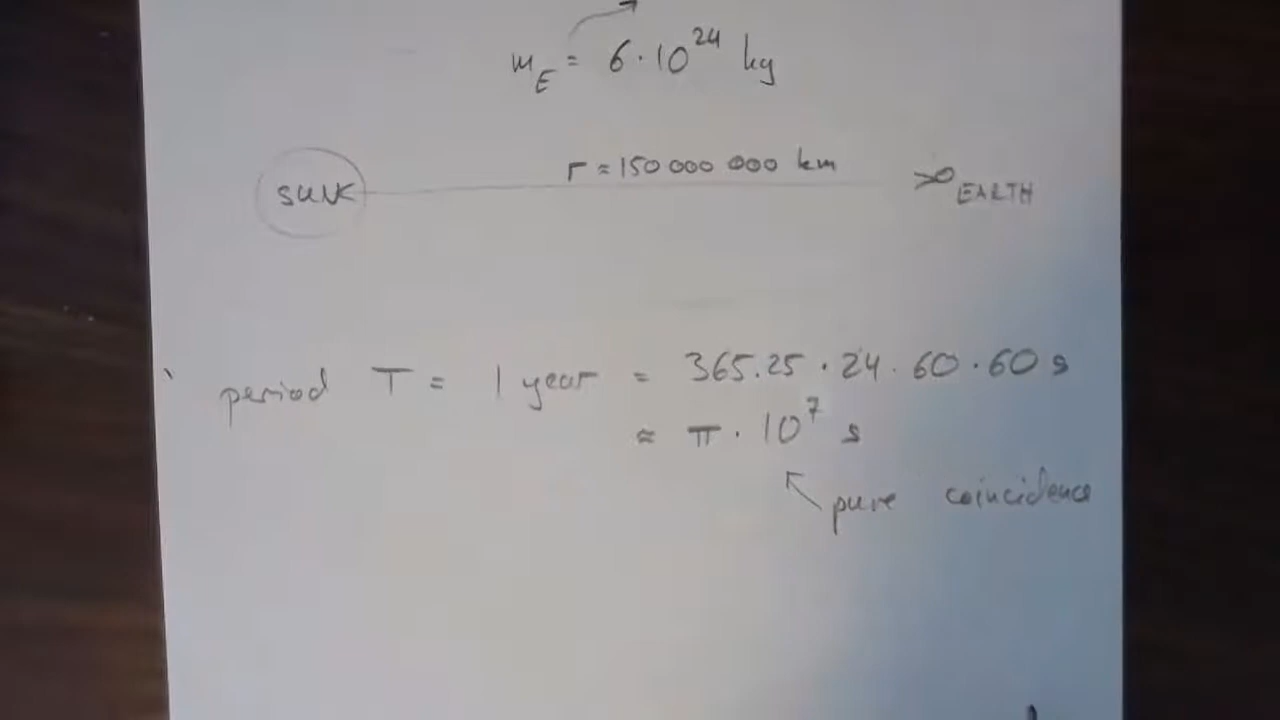 m_E = 6·10^24 kg
r ≈ 150 000 000 km
SUN
EARTH
period T = 1 year = 365.25 · 24 · 60 · 60 s
≈ π · 10^7 s
pure coincidence